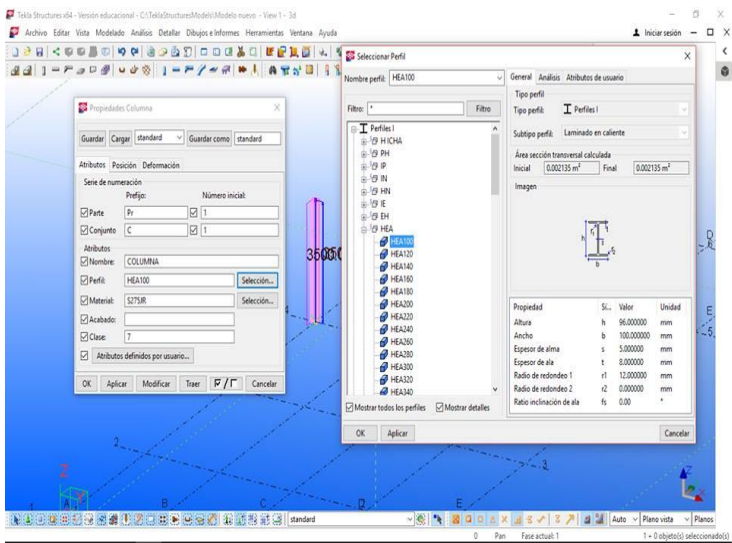 Tekla Structures x64 - Versión educacional - C:\TeklaStructuresModels\Modelo nuevo - View 1 - 3d
Archivo Editar Vista Modelado Análisis Detallar Dibujos e Informes Herramientas Ventana Ayuda
Iniciar sesión
Propiedades Columna
Guardar Cargar standard Guardar como standard
Atributos Posición Deformación
Serie de numeración
Prefijo: Número inicial:
Parte Pr 1
Conjunto C 1
Atributos
Nombre: COLUMNA
Perfil: HEA100 Selección...
Material: S275JR Selección...
Acabado:
Clase: 7
Atributos definidos por usuario...
OK Aplicar Modificar Traer Cancelar
Seleccionar Perfil
Nombre perfil: HEA100
Filtro: * Filtro
Perfiles I
H ICHA
PH
IP
IN
HN
IE
EH
HEA
HEA100
HEA120
HEA140
HEA160
HEA180
HEA200
HEA220
HEA240
HEA260
HEA280
HEA300
HEA320
HEA340
Mostrar todos los perfiles Mostrar detalles
OK Aplicar Cancelar
General Análisis Atributos de usuario
Tipo perfil
Tipo perfil: Perfiles I
Subtipo perfil: Laminado en caliente
Área sección transversal calculada
Inicial 0.002135 m² Final 0.002135 m²
Imagen
h
b
Propiedad Sí... Valor Unidad
Altura h 96.000000 mm
Ancho b 100.000000 mm
Espesor de alma s 5.000000 mm
Espesor de ala t 8.000000 mm
Radio de redondeo 1 r1 12.000000 mm
Radio de redondeo 2 r2 0.000000 mm
Ratio inclinación de ala fs 0.00 °
3500
4
2
3
5
Z
A B C D E
Z
standard
Auto Plano vista Planos
0 Pan Fase actual: 1 1 + 0 objeto(s) seleccionado(s)